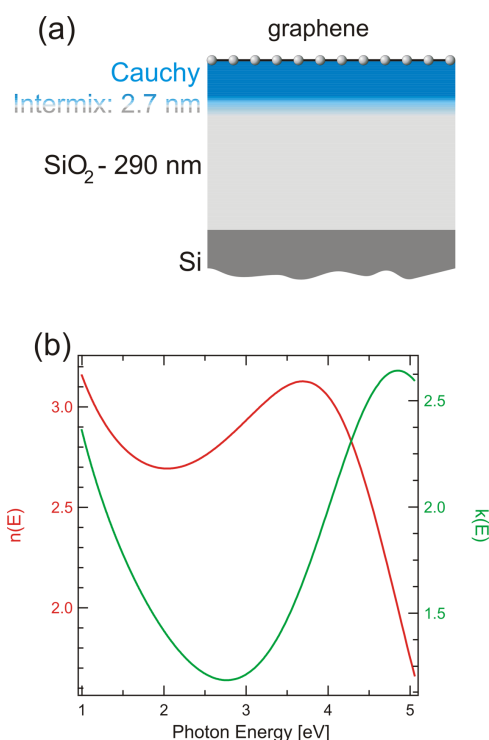 (a)
graphene
Cauchy
Intermix: 2.7 nm
SiO2 - 290 nm
Si
(b)
3.0
2.5
2.0
n(E)
2.5
2.0
1.5
k(E)
1 2 3 4 5
Photon Energy [eV]